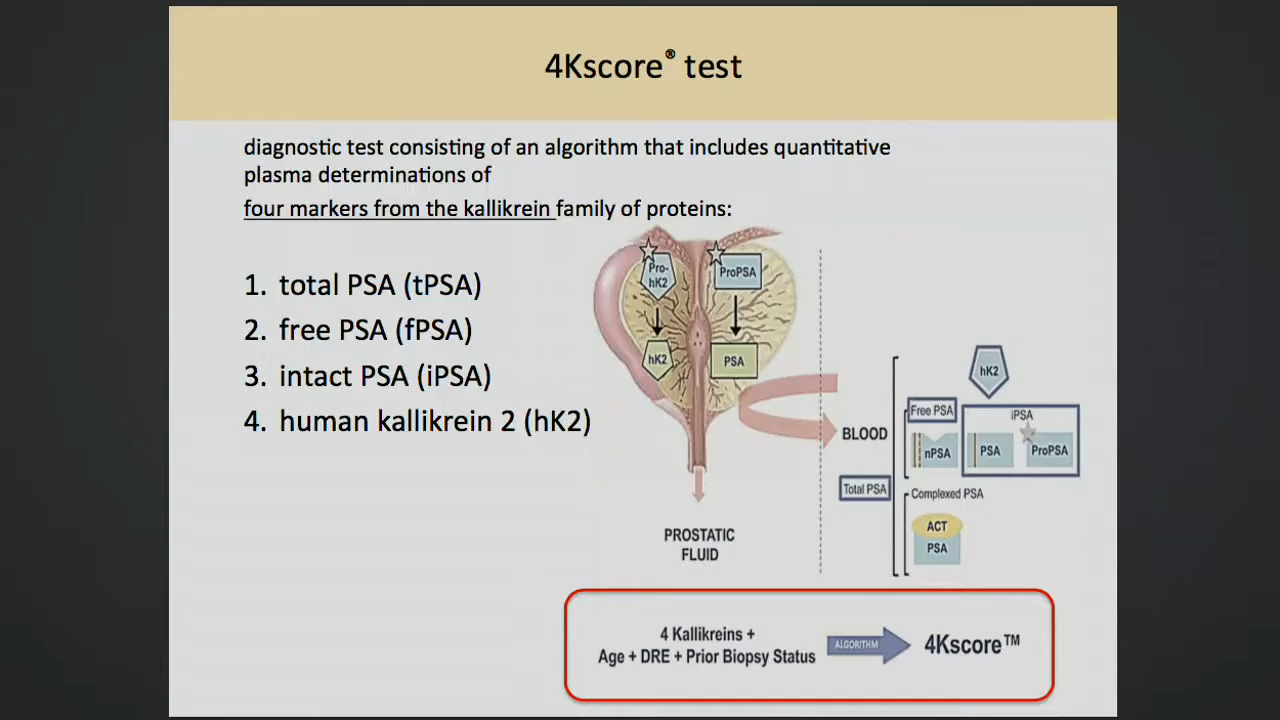 4Kscore® test
diagnostic test consisting of an algorithm that includes quantitative
plasma determinations of
four markers from the kallikrein family of proteins:
1. total PSA (tPSA)
2. free PSA (fPSA)
3. intact PSA (iPSA)
4. human kallikrein 2 (hK2)
Pro-
hK2
ProPSA
hK2
PSA
PROSTATIC
FLUID
BLOOD
hK2
Free PSA
iPSA
nPSA
PSA
ProPSA
Total PSA
Complexed PSA
ACT
PSA
4 Kallikreins +
Age + DRE + Prior Biopsy Status
ALGORITHM
4Kscore™